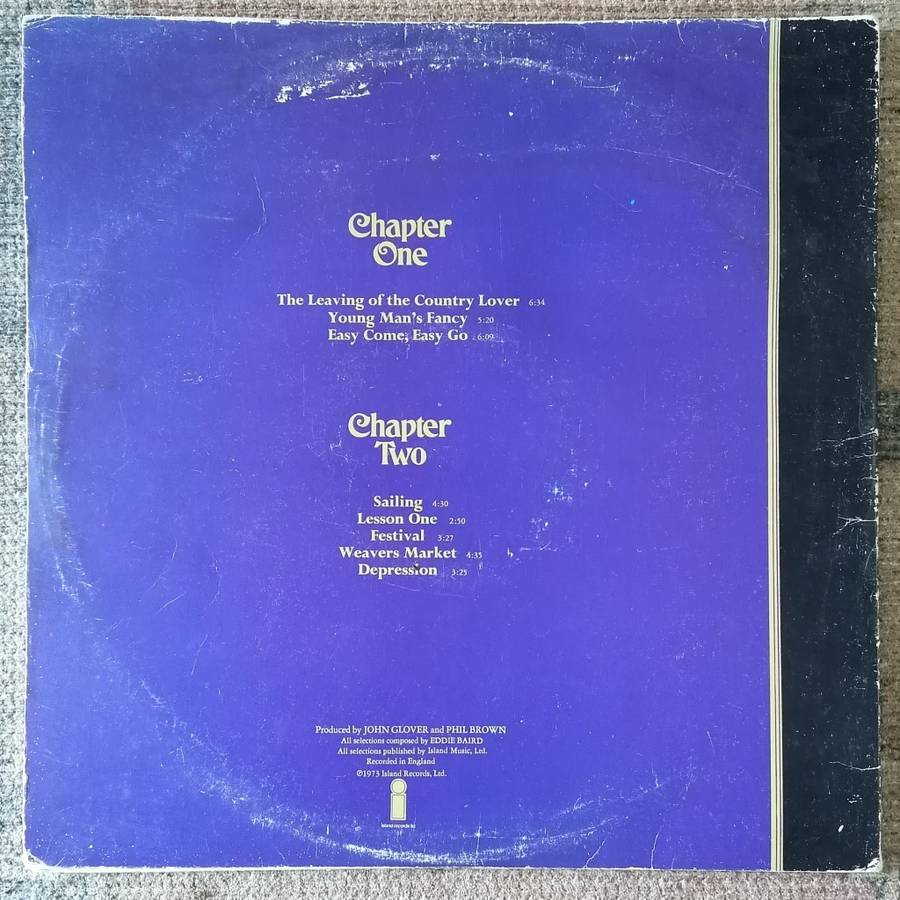 Chapter
One
The Leaving of the Country Lover 6:34
Young Man's Fancy 5:20
Easy Come, Easy Go 6:09
Chapter
Two
Sailing 4:30
Lesson One 2:50
Festival 3:27
Weavers Market 4:35
Depression 3:25
Produced by JOHN GLOVER and PHIL BROWN
All selections composed by EDDIE BAIRD
All selections published by Island Music, Ltd.
Recorded in England
℗1973 Island Records, Ltd.
island records ltd